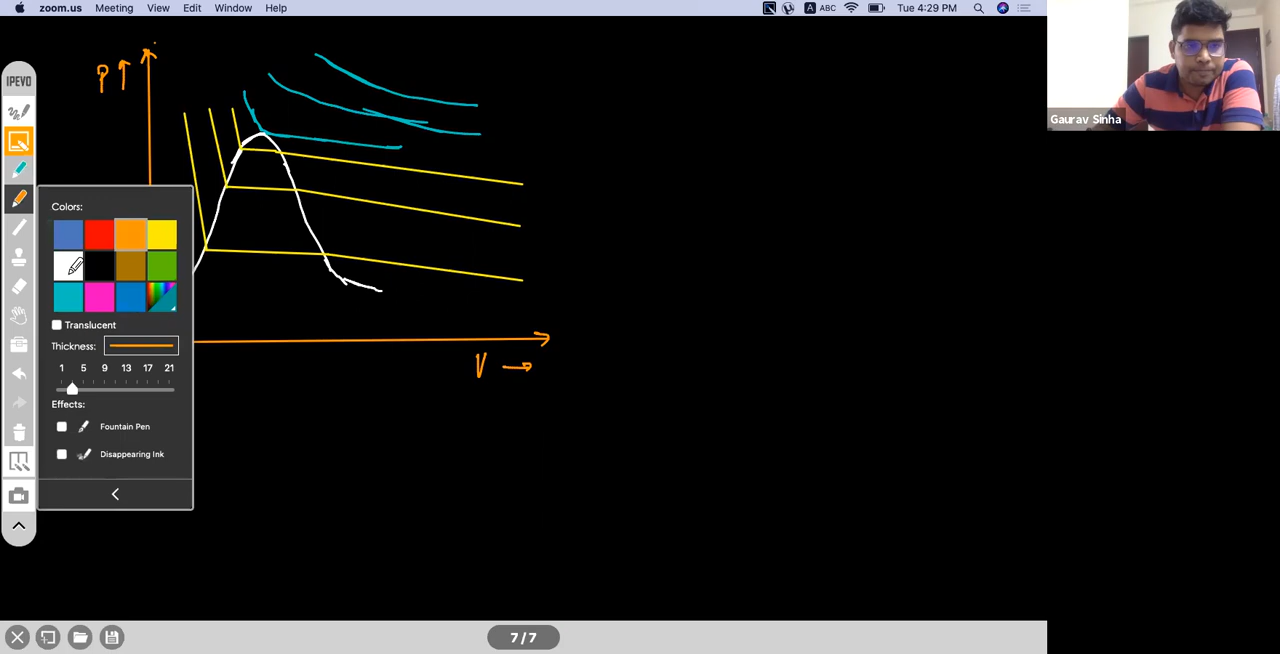 zoom.us Meeting View Edit Window Help
A ABC Tue 4:29 PM
Gaurav Sinha
IPEVO
P ↑
Colors:
Translucent
Thickness:
1 5 9 13 17 21
Effects:
Fountain Pen
Disappearing Ink
V →
7 / 7